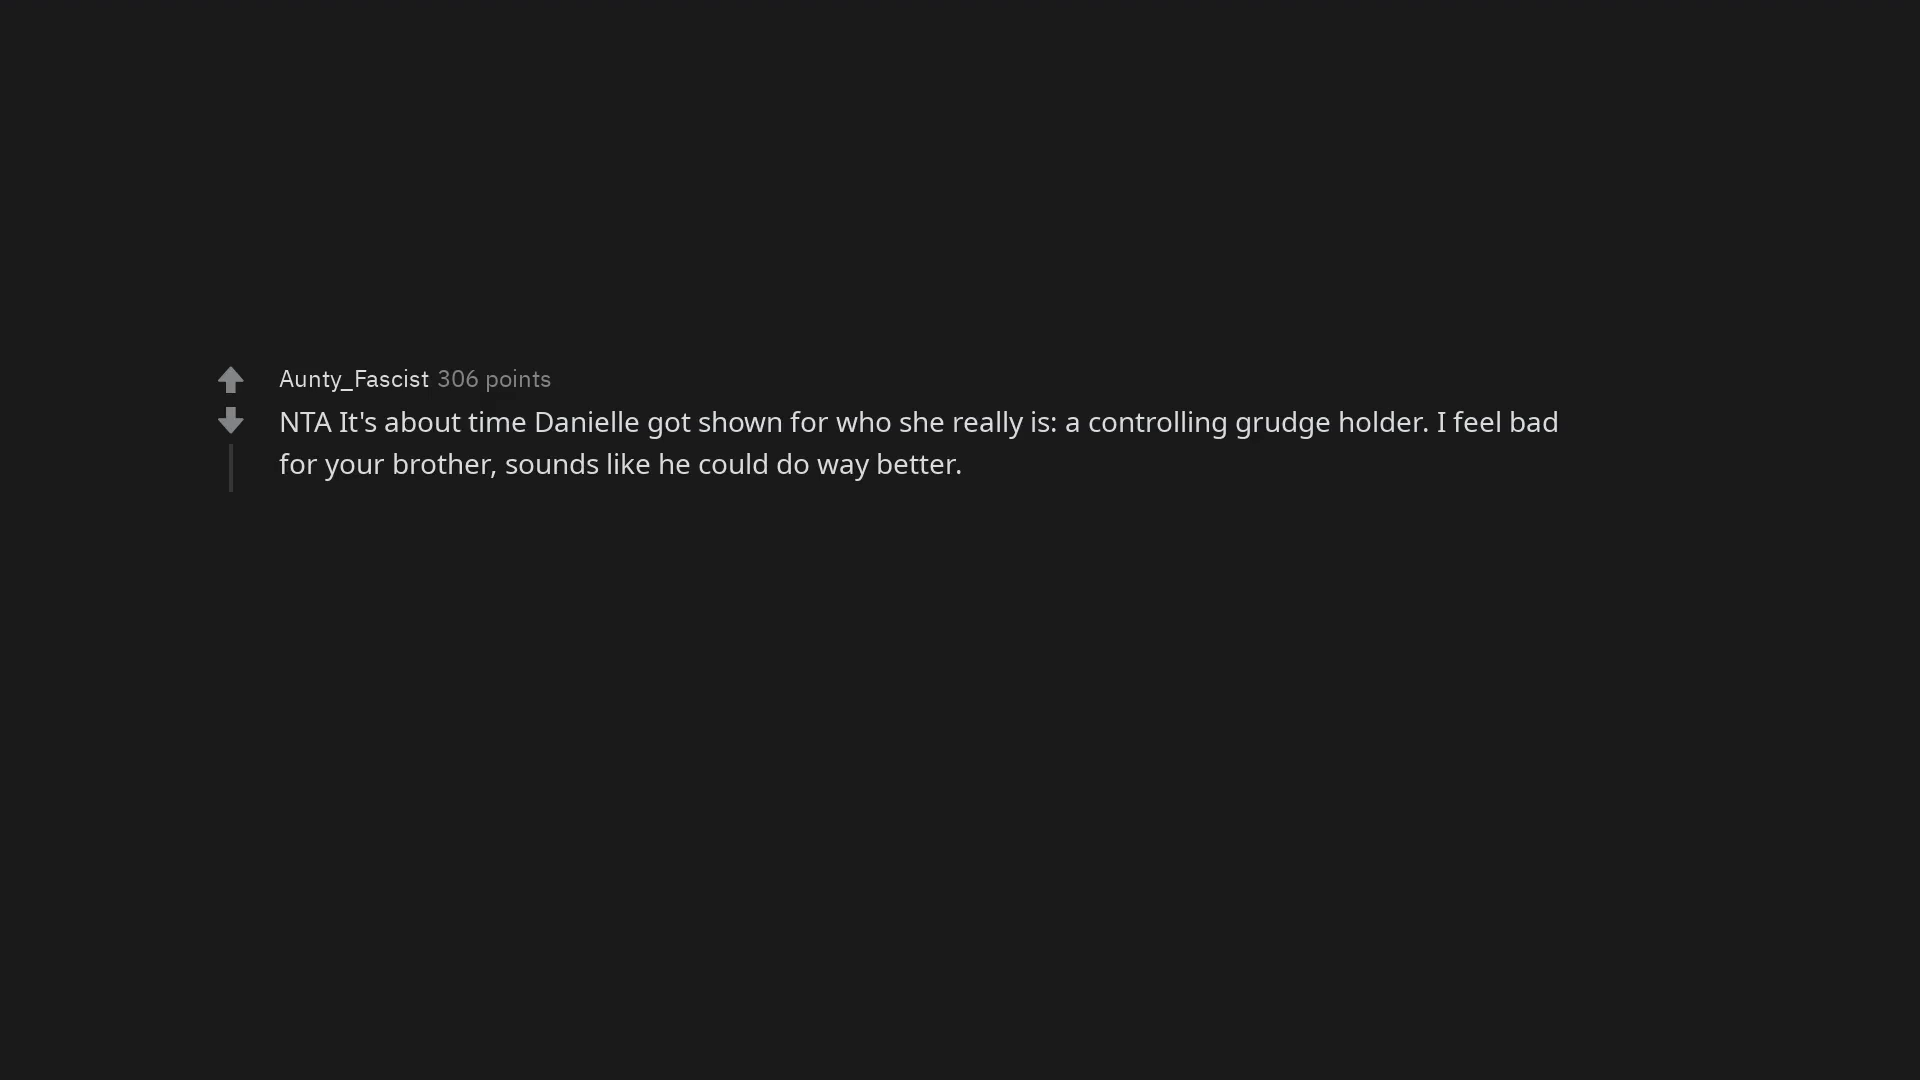 Aunty_Fascist 306 points
NTA It's about time Danielle got shown for who she really is: a controlling grudge holder. I feel bad
for your brother, sounds like he could do way better.